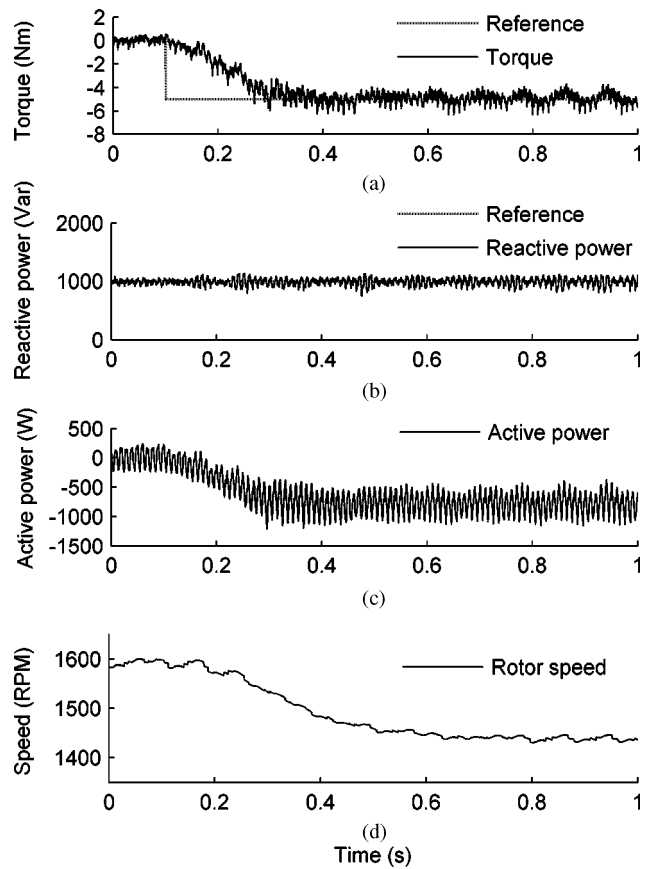 Torque (Nm)
2
0
-2
-4
-6
-8
Reference
Torque
0 0.2 0.4 0.6 0.8 1
(a)
Reactive power (Var)
2000
1000
0
Reference
Reactive power
0 0.2 0.4 0.6 0.8 1
(b)
Active power (W)
500
0
-500
-1000
-1500
Active power
0 0.2 0.4 0.6 0.8 1
(c)
Speed (RPM)
1600
1500
1400
Rotor speed
0 0.2 0.4 0.6 0.8 1
(d)
Time (s)